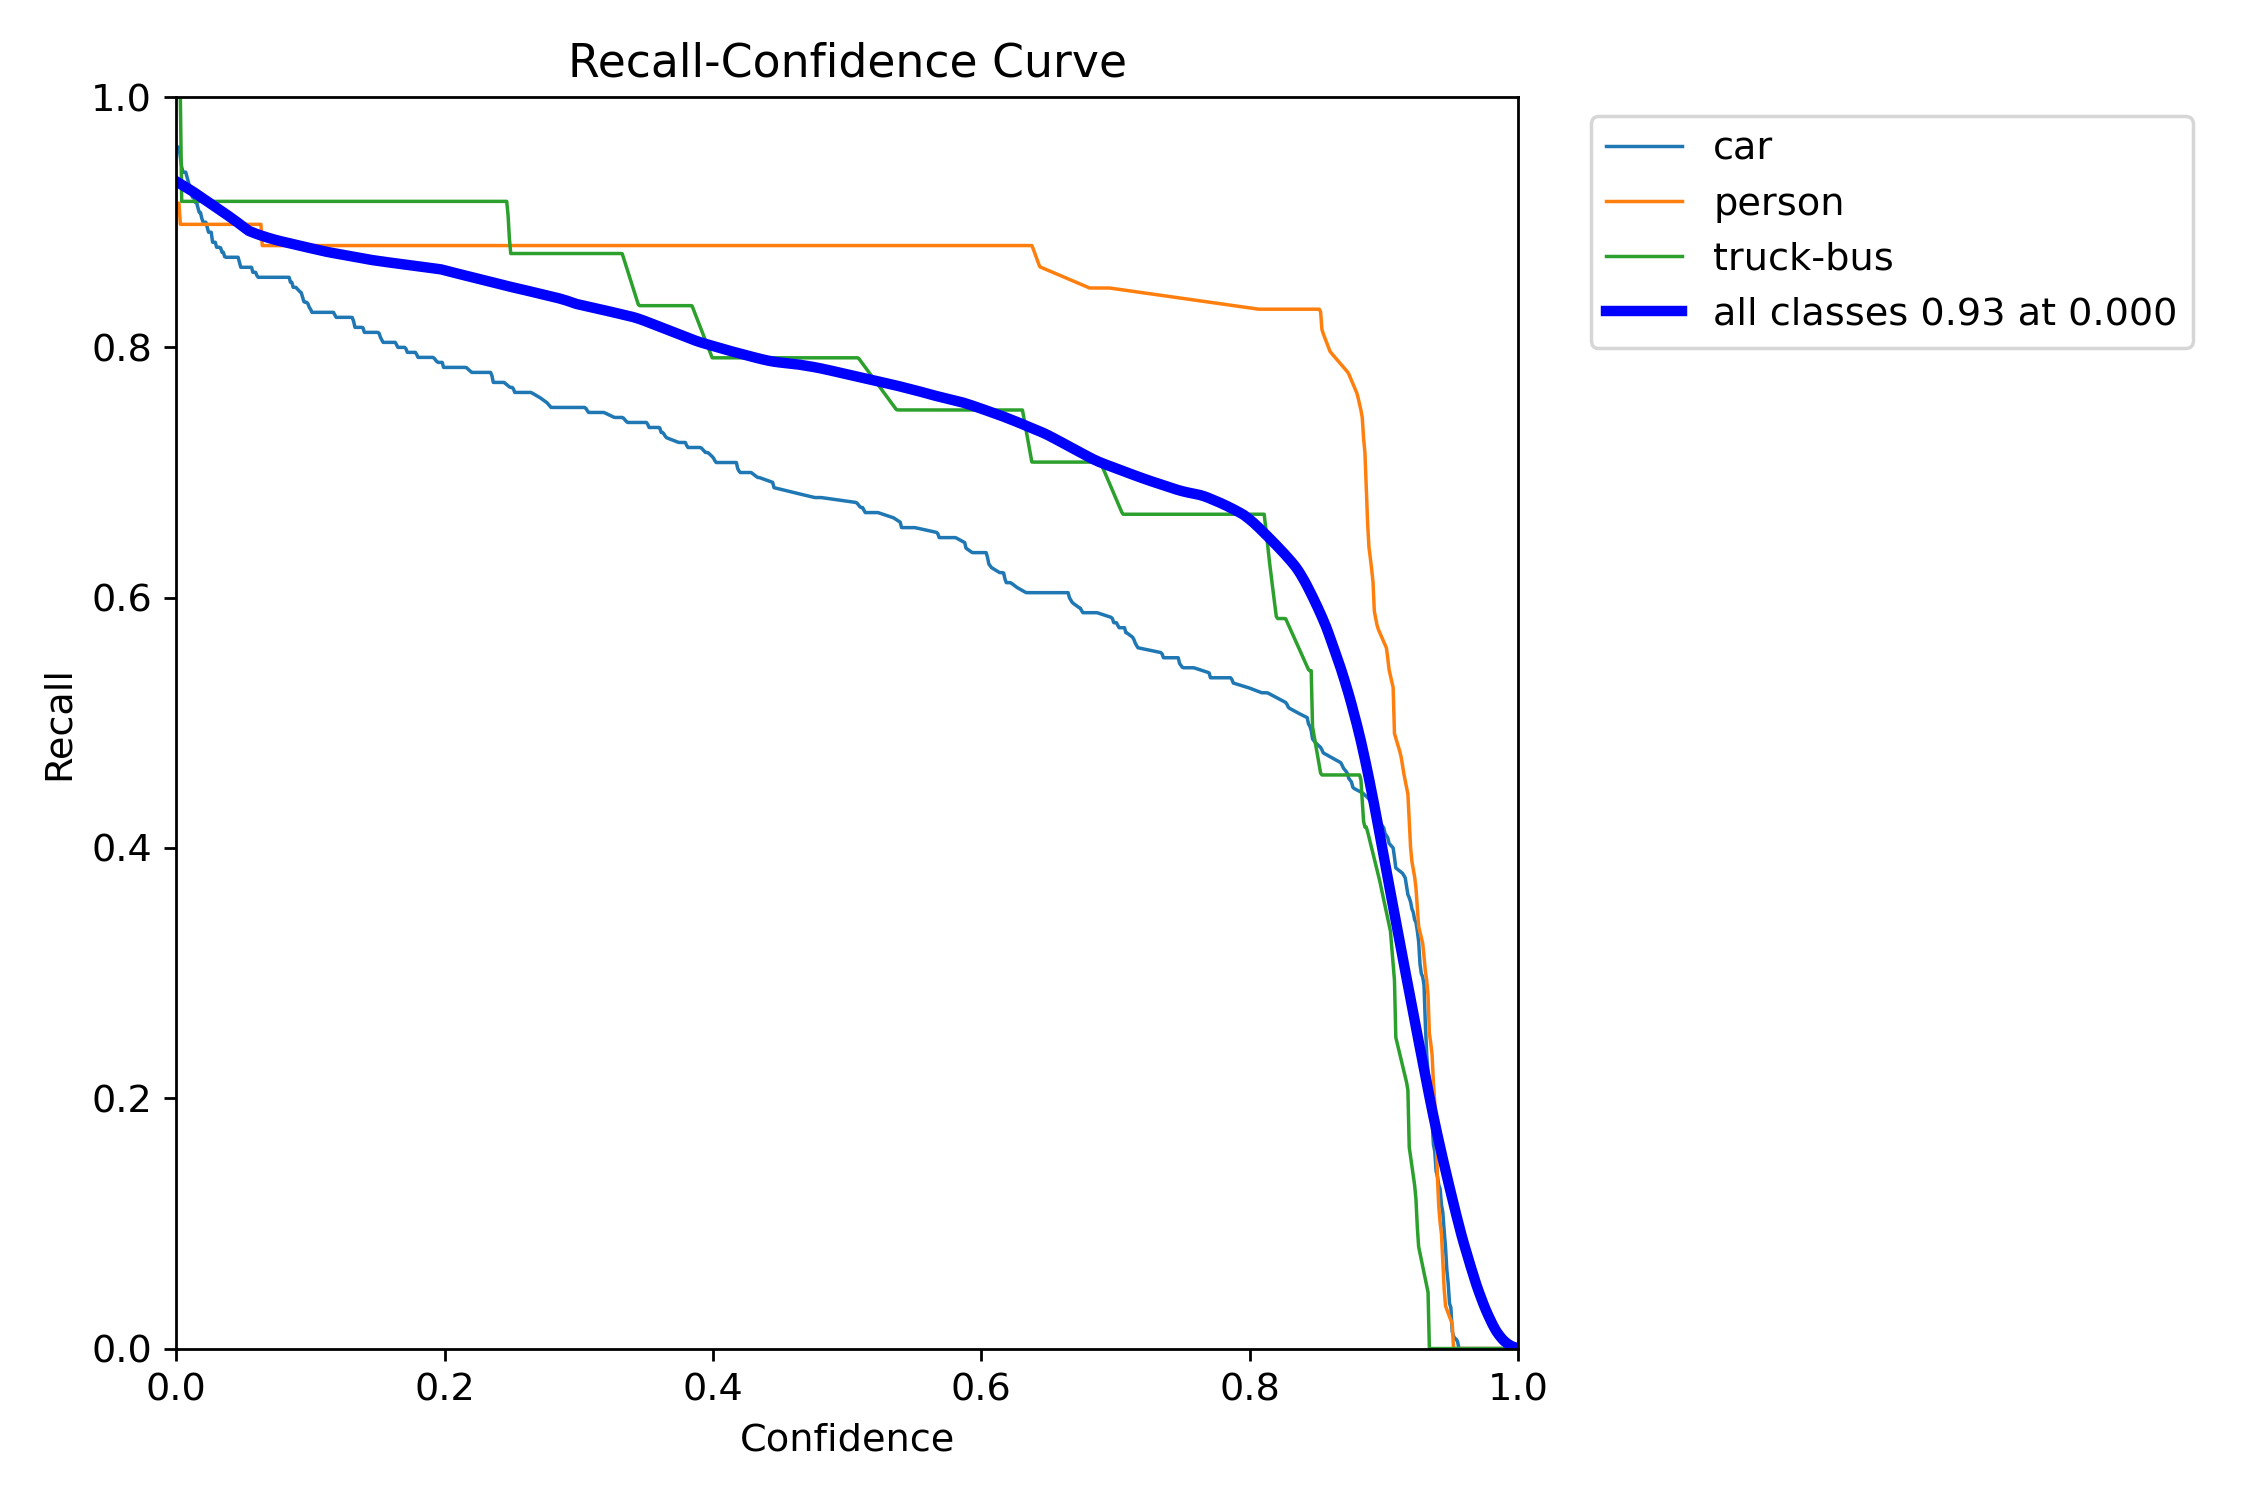 Recall-Confidence Curve
1.0
0.8
0.6
0.4
0.2
0.0
Recall
0.0 0.2 0.4 0.6 0.8 1.0
Confidence
car
person
truck-bus
all classes 0.93 at 0.000